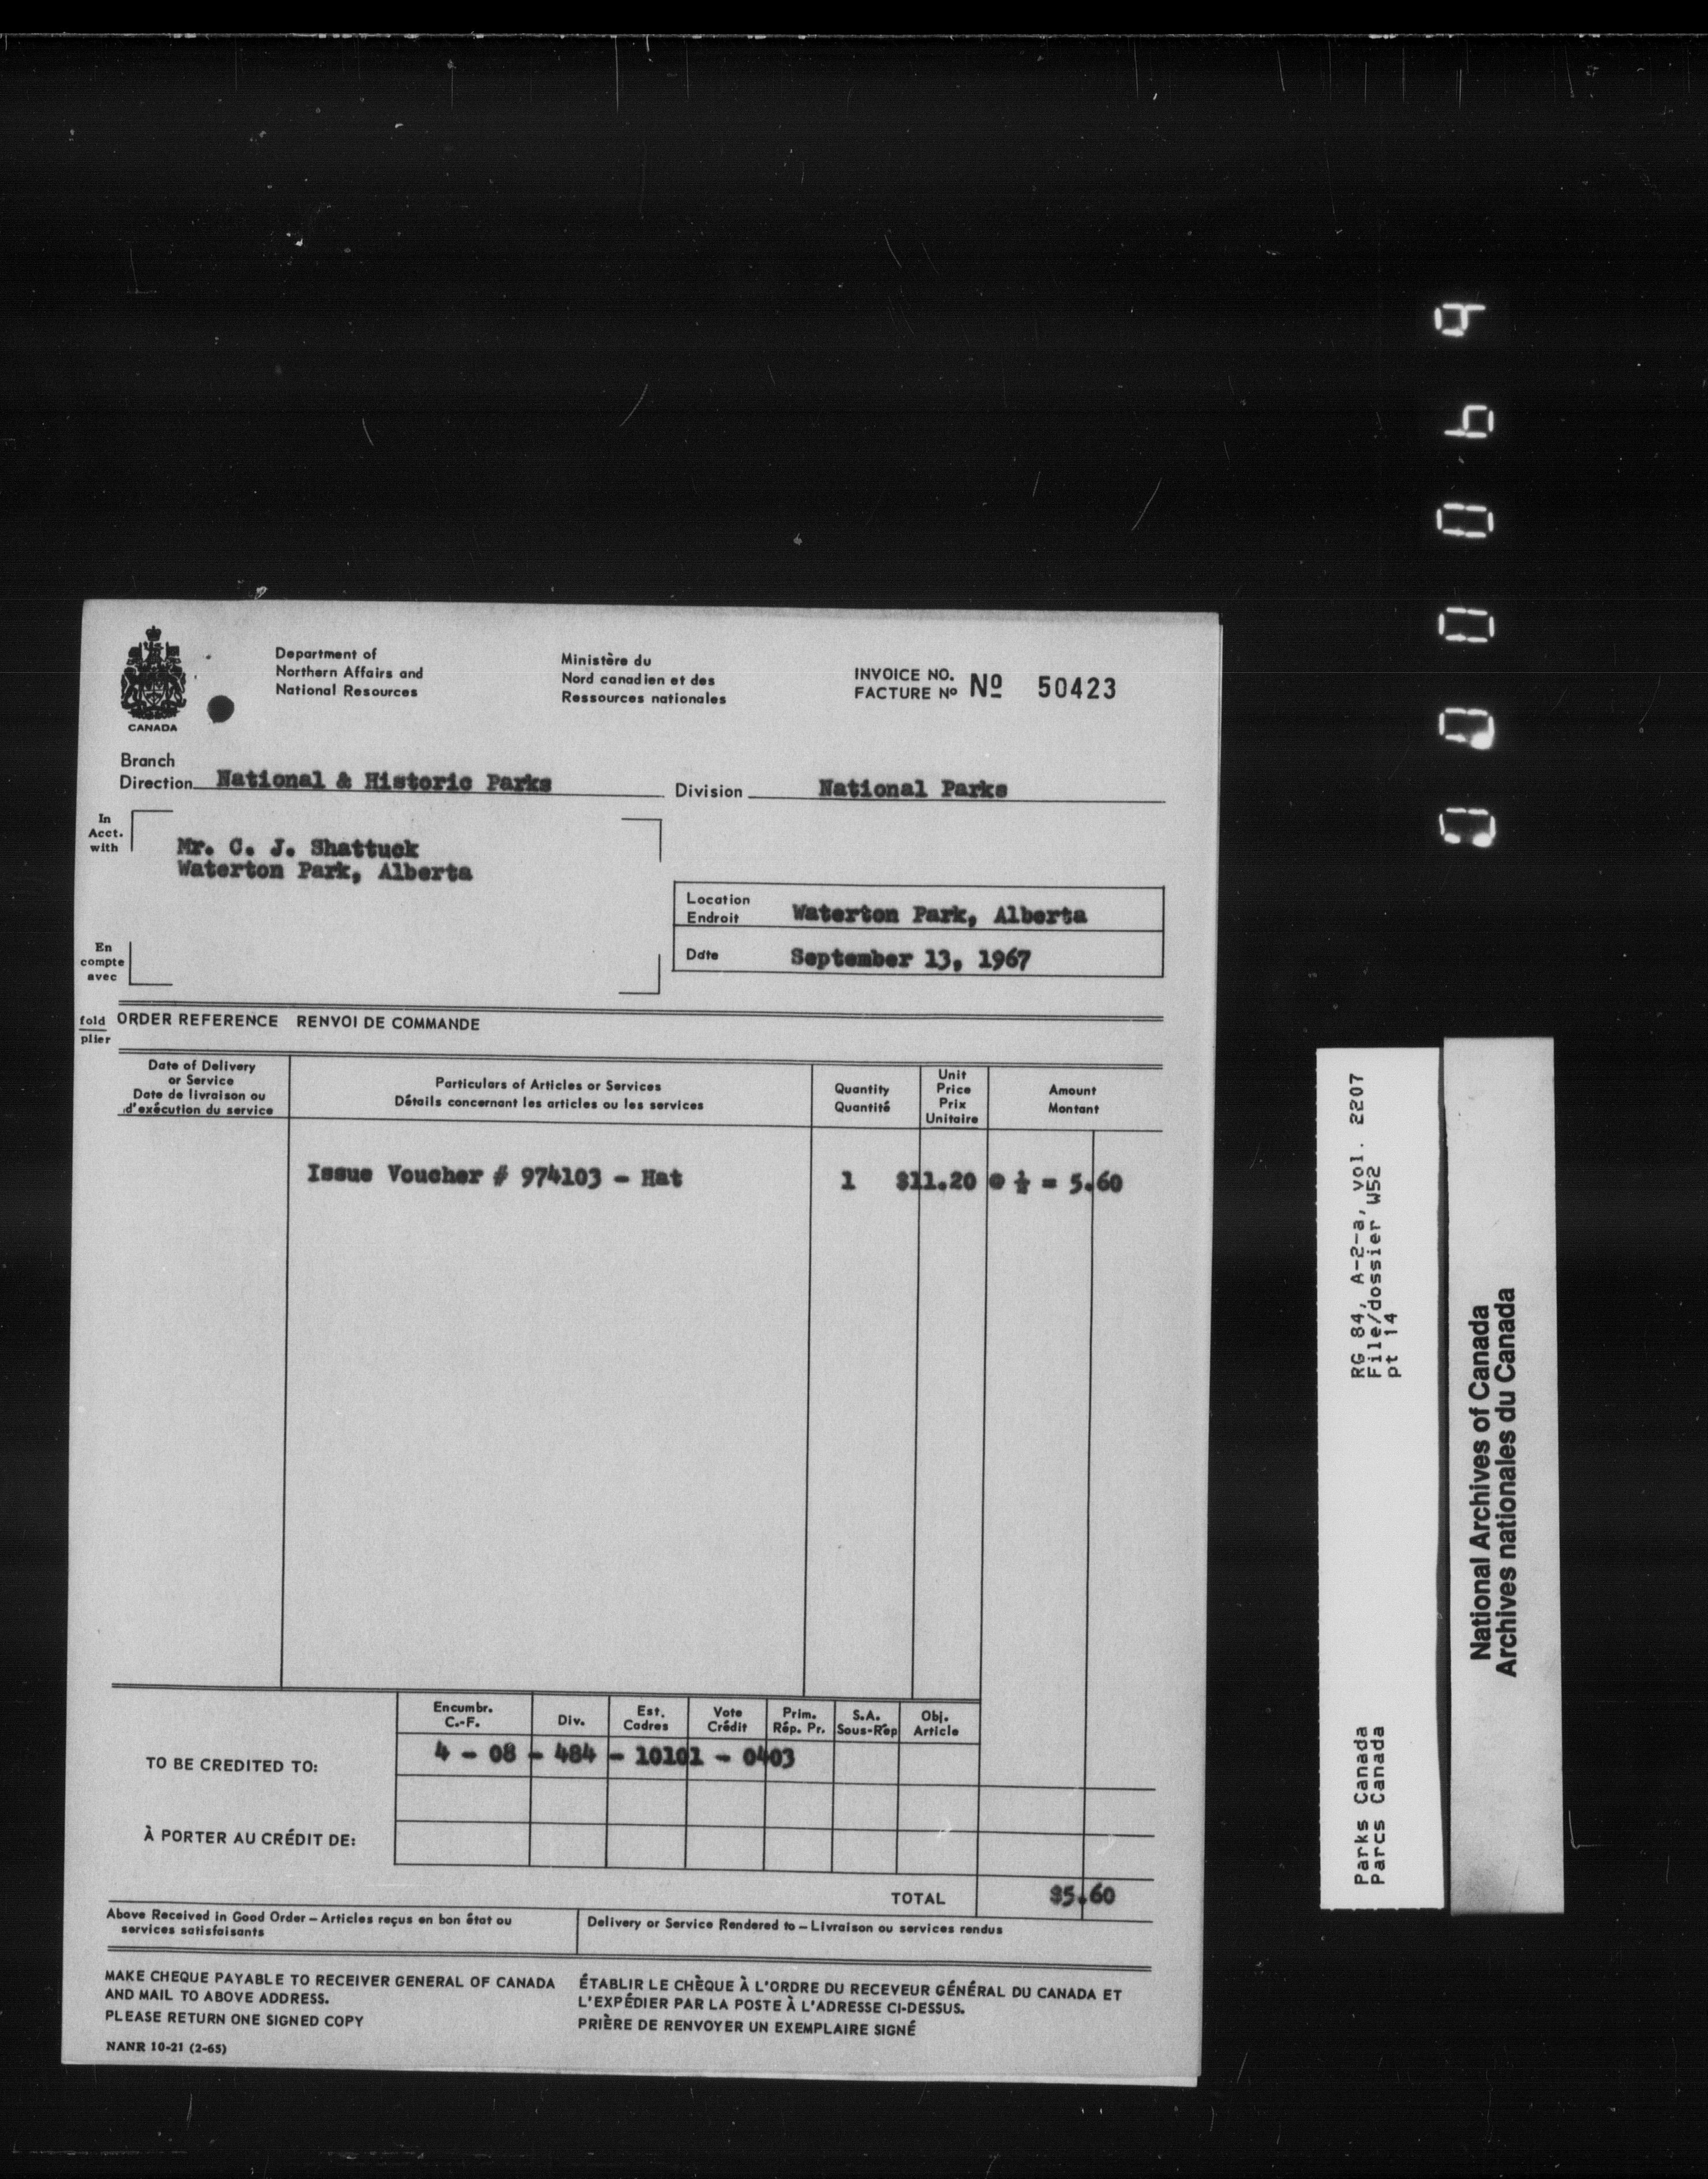 Department of
Northern Affairs and
National Resources
Ministère du
Nord canadien et des
Ressources nationales
INVOICE NO.
FACTURE Nº
Nº 50423
CANADA
Branch
Direction National & Historic Parks
Division National Parks
In
Acct.
with
Mr. C. J. Shattuck
Waterton Park, Alberta
En
compte
avec
Location
Endroit Waterton Park, Alberta
Date September 13, 1967
fold
plier
ORDER REFERENCE RENVOI DE COMMANDE
Date of Delivery
or Service
Date de livraison ou
d'exécution du service
Particulars of Articles or Services
Détails concernant les articles ou les services
Quantity
Quantité
Unit
Price
Prix
Unitaire
Amount
Montant
Issue Voucher # 974103 - Hat 1 $11.20 @ ½ = 5.60
Encumbr.
C.-F.
Div.
Est.
Cadres
Vote
Crédit
Prim.
Rép. Pr.
S.A.
Sous-Rép
Obj.
Article
TO BE CREDITED TO: 4 - 08 - 484 - 10101 - 0403
À PORTER AU CRÉDIT DE:
TOTAL $5.60
Above Received in Good Order – Articles reçus en bon état ou
services satisfaisants
Delivery or Service Rendered to – Livraison ou services rendus
MAKE CHEQUE PAYABLE TO RECEIVER GENERAL OF CANADA
AND MAIL TO ABOVE ADDRESS.
PLEASE RETURN ONE SIGNED COPY
ÉTABLIR LE CHÈQUE À L'ORDRE DU RECEVEUR GÉNÉRAL DU CANADA ET
L'EXPÉDIER PAR LA POSTE À L'ADRESSE CI-DESSUS.
PRIÈRE DE RENVOYER UN EXEMPLAIRE SIGNÉ
NANR 10-21 (2-65)
RG 84, A-2-a, vol. 2207
File/dossier W52
pt 14
Parks Canada
Parcs Canada
National Archives of Canada
Archives nationales du Canada